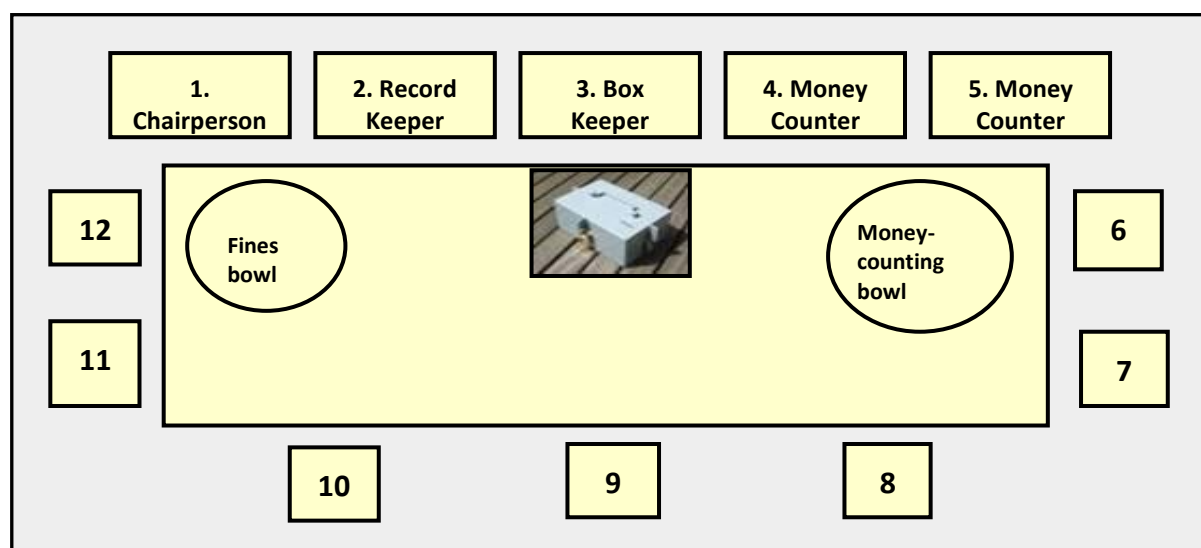 1.
Chairperson
2. Record
Keeper
3. Box
Keeper
4. Money
Counter
5. Money
Counter
12
Fines
bowl
Money-
counting
bowl
6
11
7
10
9
8